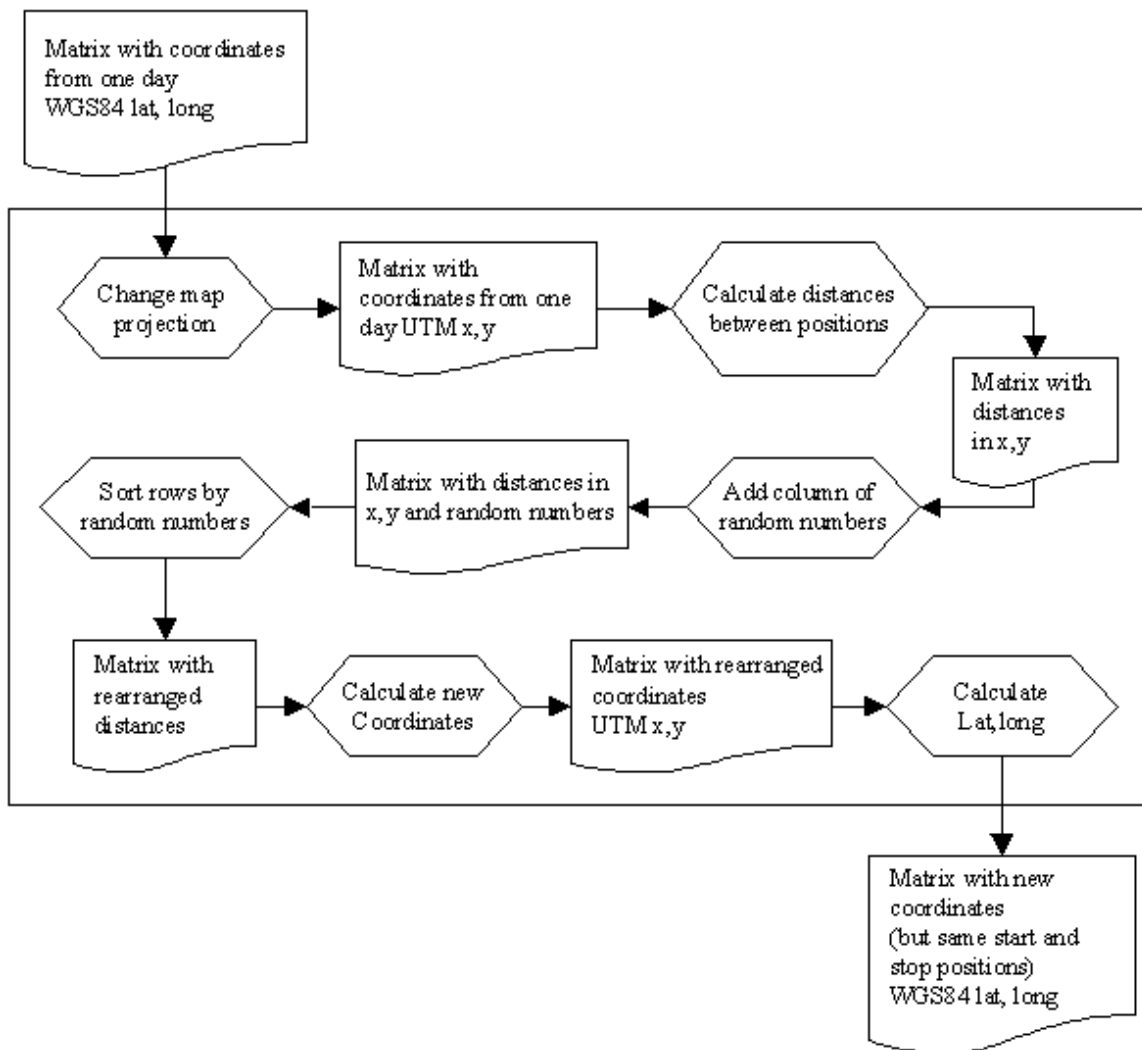 Matrix with coordinates
from one day
WGS84 lat, long
Change map
projection
Matrix with
coordinates from one
day UTM x, y
Calculate distances
between positions
Matrix with
distances
in x, y
Add column of
random numbers
Matrix with distances in
x, y and random numbers
Sort rows by
random numbers
Matrix with
rearranged
distances
Calculate new
Coordinates
Matrix with rearranged
coordinates
UTM x, y
Calculate
Lat,long
Matrix with new
coordinates
(but same start and
stop positions)
WGS84 lat, long